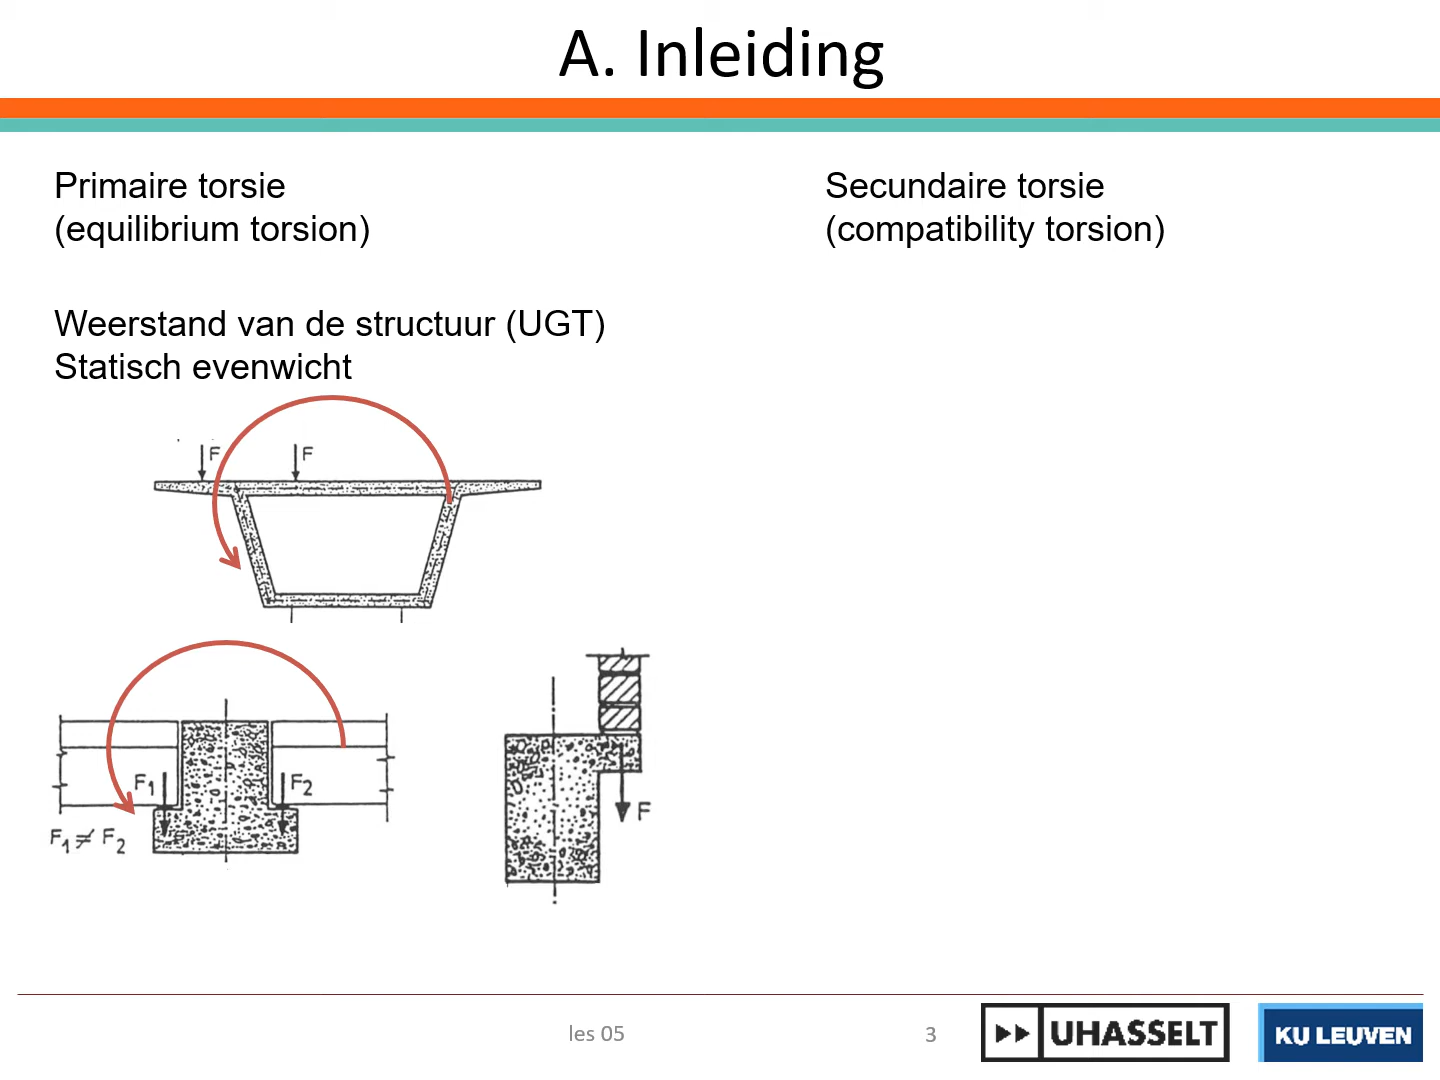 A. Inleiding
Primaire torsie
(equilibrium torsion)
Secundaire torsie
(compatibility torsion)
Weerstand van de structuur (UGT)
Statisch evenwicht
F
F
F₁
F₂
F₁ ≠ F₂
F
les 05
3
UHASSELT
KU LEUVEN